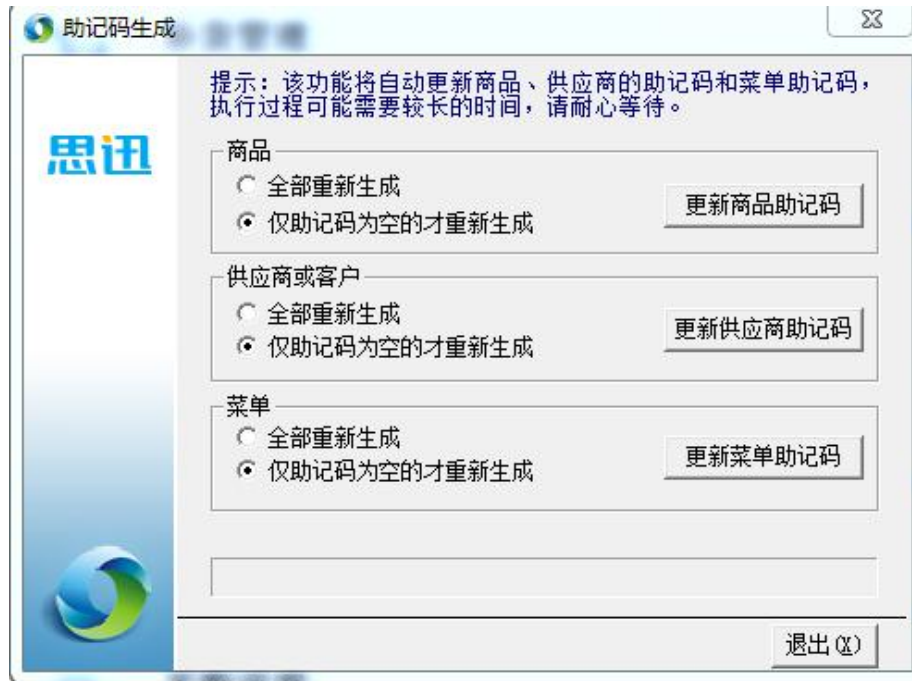 助记码生成
提示：该功能将自动更新商品、供应商的助记码和菜单助记码，
执行过程可能需要较长的时间，请耐心等待。
思迅
商品
全部重新生成
仅助记码为空的才重新生成
更新商品助记码
供应商或客户
全部重新生成
仅助记码为空的才重新生成
更新供应商助记码
菜单
全部重新生成
仅助记码为空的才重新生成
更新菜单助记码
退出(X)